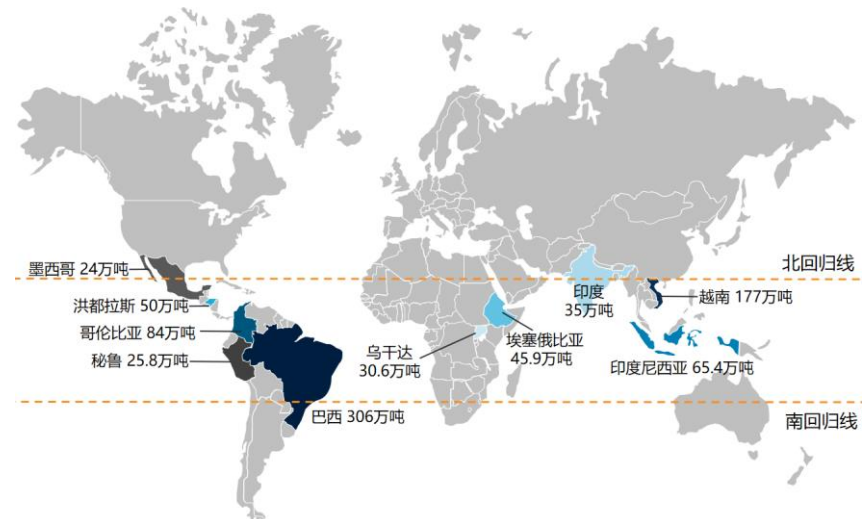 墨西哥 24万吨
北回归线
洪都拉斯 50万吨
哥伦比亚 84万吨
秘鲁 25.8万吨
乌干达
30.6万吨
埃塞俄比亚
45.9万吨
印度
35万吨
越南 177万吨
印度尼西亚 65.4万吨
巴西 306万吨
南回归线